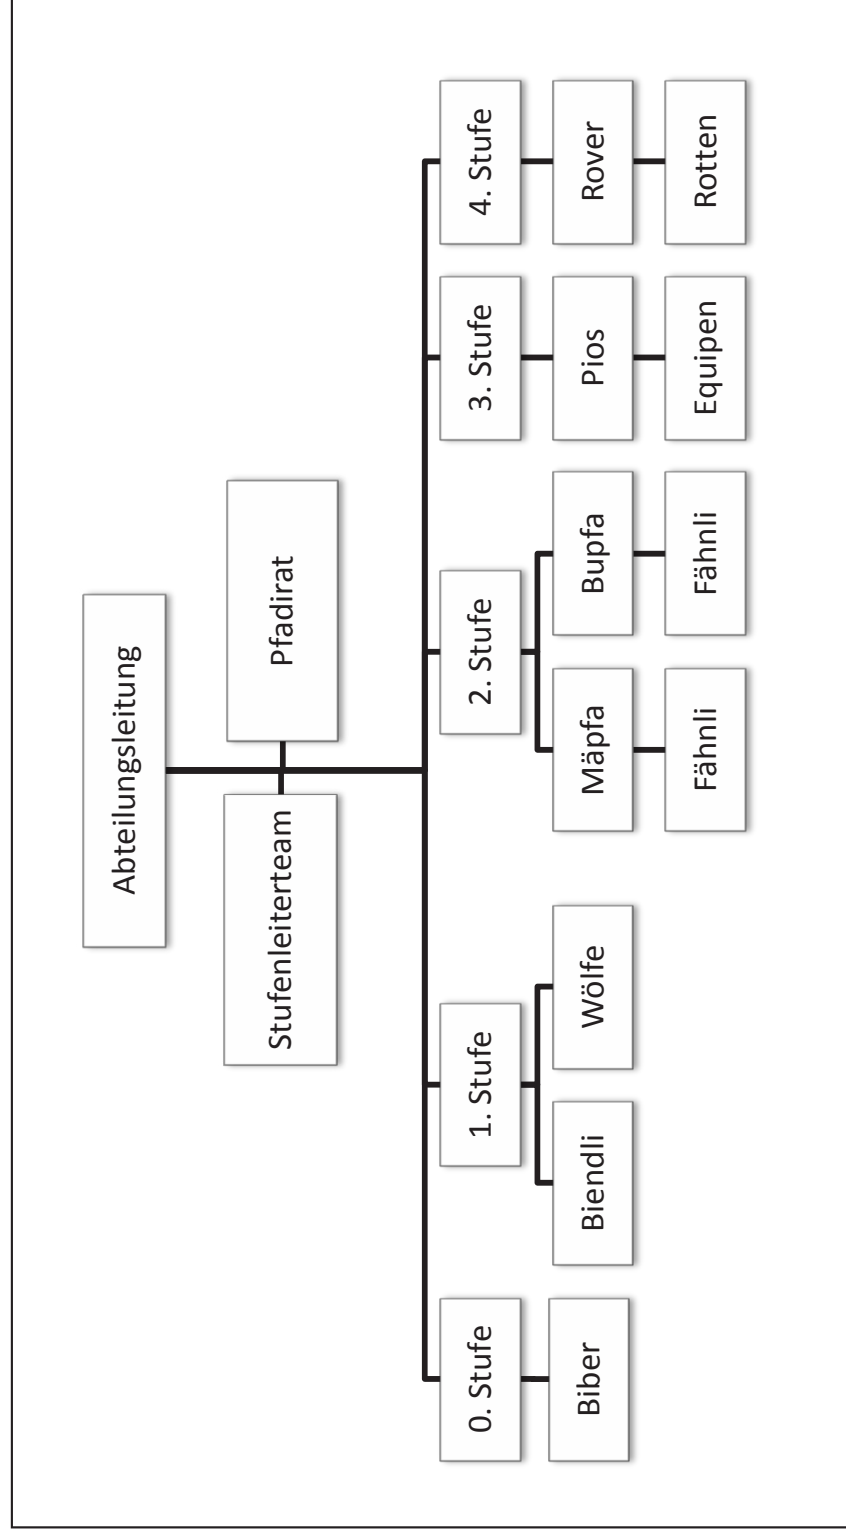 Abteilungsleitung
Stufenleiterteam
Pfadirat
0. Stufe
1. Stufe
2. Stufe
3. Stufe
4. Stufe
Biber
Biendli
Wölfe
Mäpfa
Bupfa
Pios
Rover
Fähnli
Fähnli
Equipen
Rotten